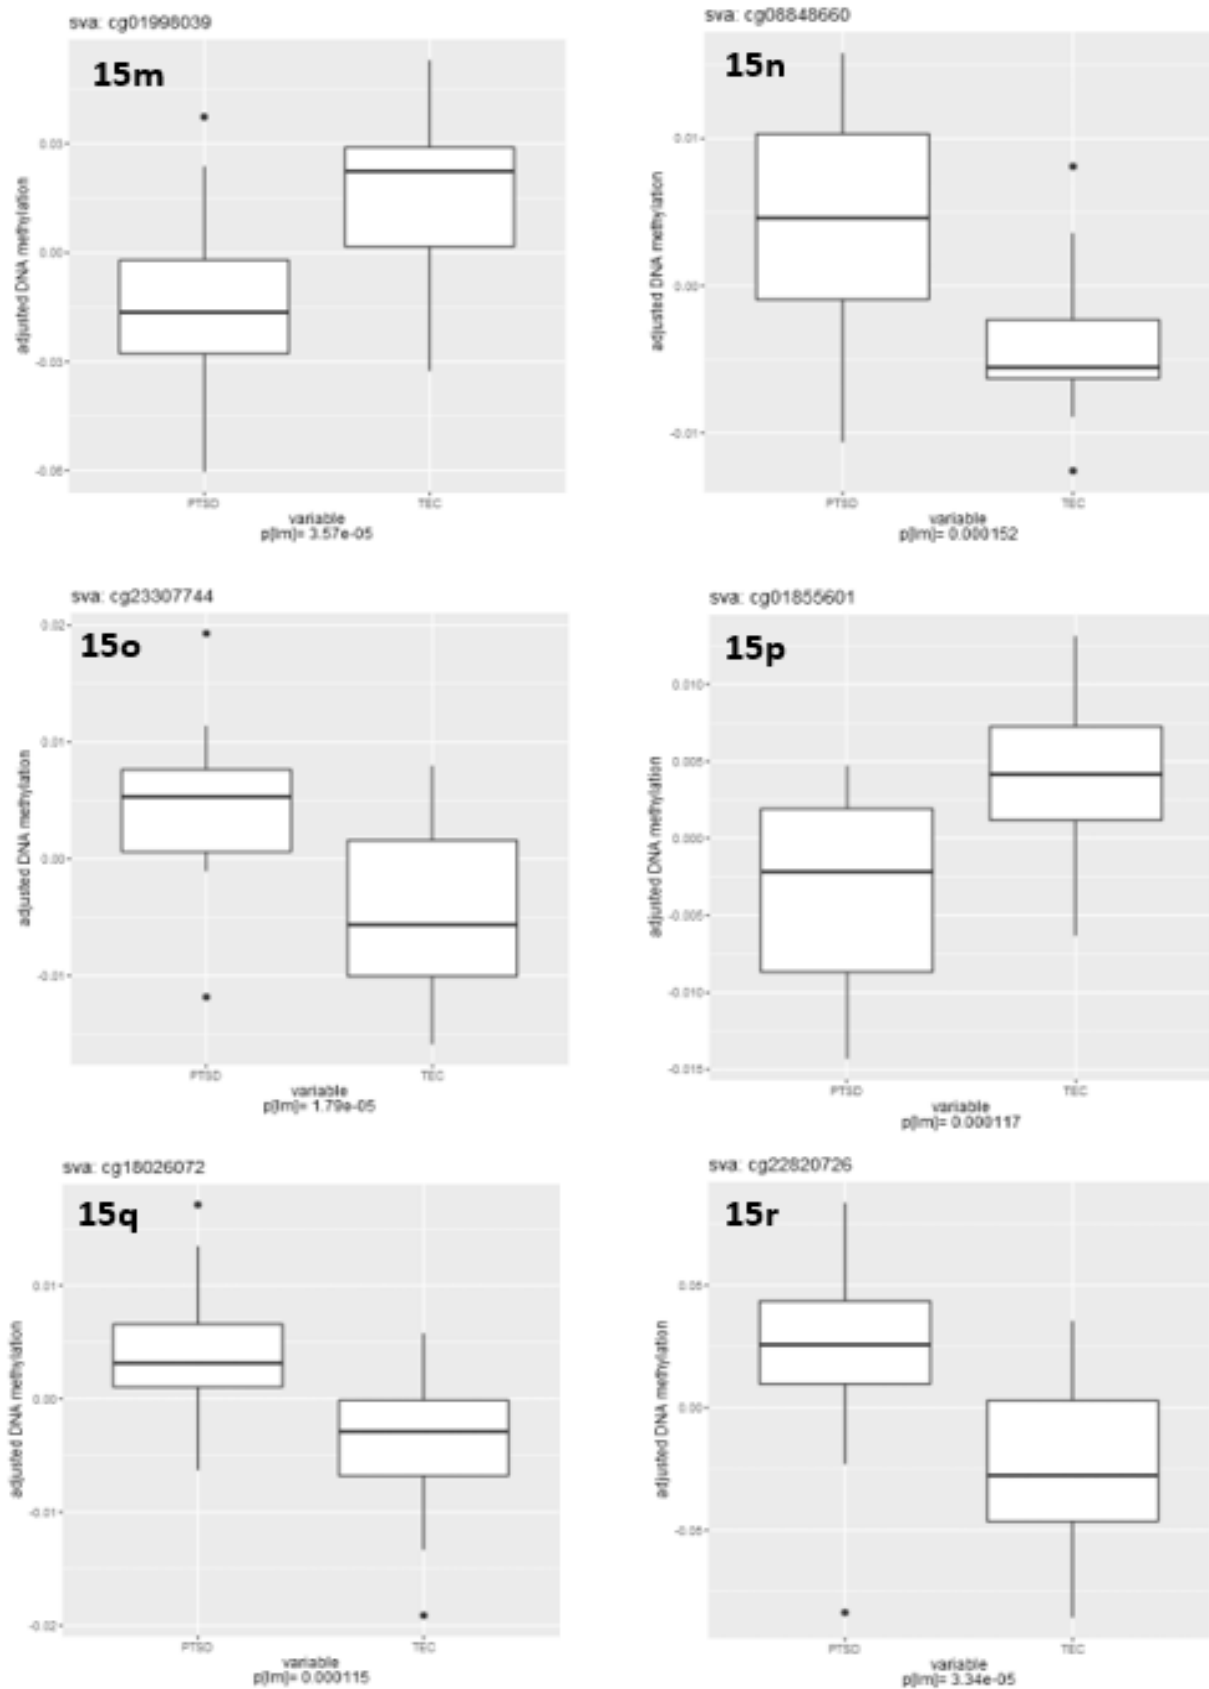 sva: cg01998039
15m
adjusted DNA methylation
0.03
0.00
-0.03
-0.06
PTSD
TEC
variable
p[lm]= 3.57e-05
sva: cg08848660
15n
adjusted DNA methylation
0.01
0.00
-0.01
PTSD
TEC
variable
p[lm]= 0.000152
sva: cg23307744
15o
adjusted DNA methylation
0.02
0.01
0.00
-0.01
PTSD
TEC
variable
p[lm]= 1.79e-05
sva: cg01855601
15p
adjusted DNA methylation
0.010
0.005
0.000
-0.005
-0.010
-0.015
PTSD
TEC
variable
p[lm]= 0.000117
sva: cg18026072
15q
adjusted DNA methylation
0.01
0.00
-0.01
-0.02
PTSD
TEC
variable
p[lm]= 0.000115
sva: cg22820726
15r
adjusted DNA methylation
0.05
0.00
-0.05
PTSD
TEC
variable
p[lm]= 3.34e-05